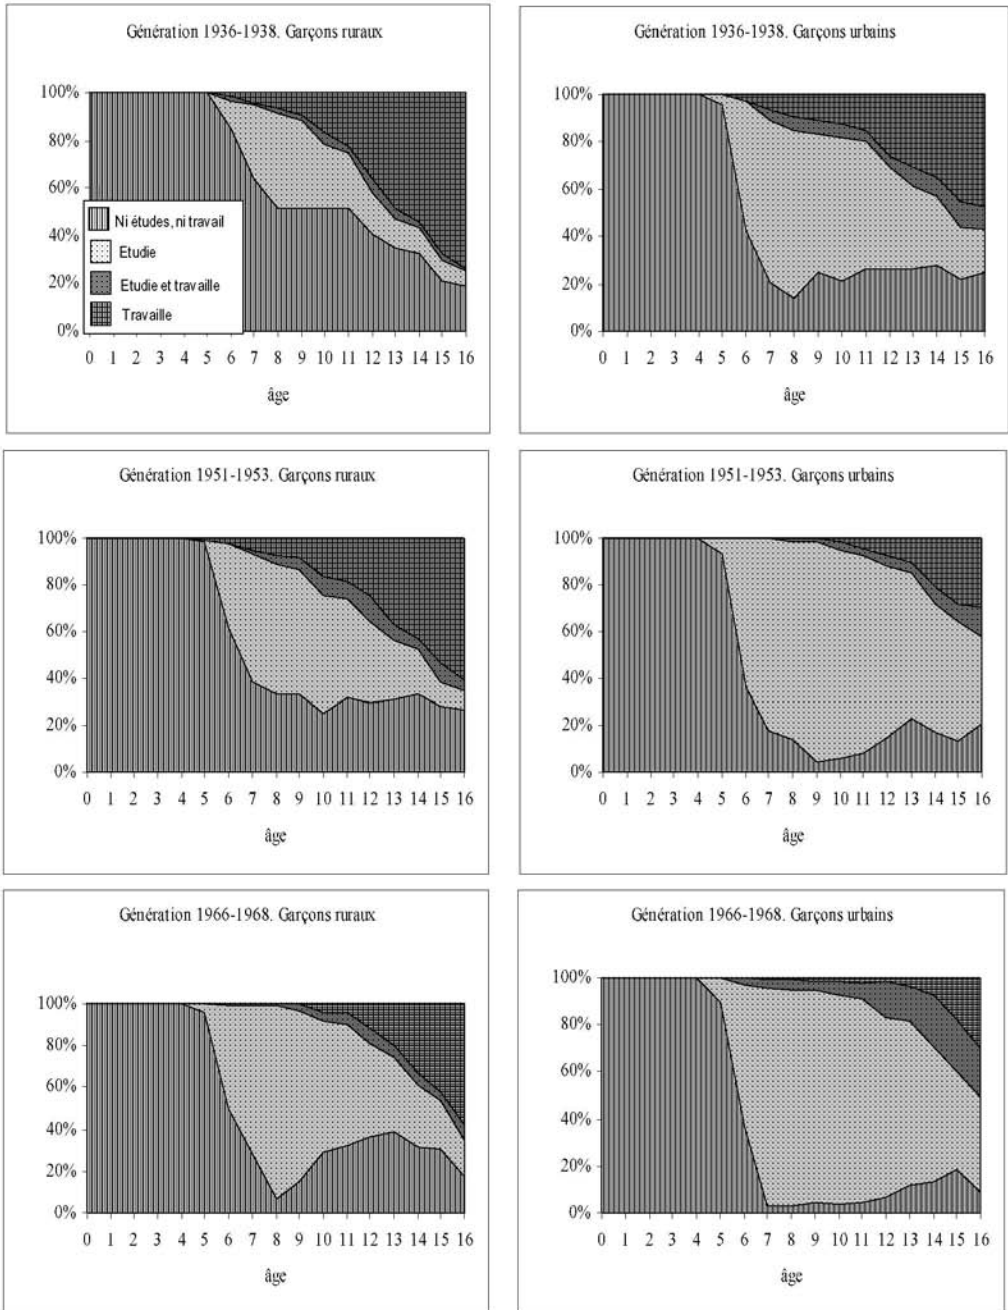 Génération 1936-1938. Garçons ruraux
100%
80%
60%
40%
20%
0%
Ni études, ni travail
Etudie
Etudie et travaille
Travaille
0 1 2 3 4 5 6 7 8 9 10 11 12 13 14 15 16
âge
Génération 1936-1938. Garçons urbains
100%
80%
60%
40%
20%
0%
0 1 2 3 4 5 6 7 8 9 10 11 12 13 14 15 16
âge
Génération 1951-1953. Garçons ruraux
100%
80%
60%
40%
20%
0%
0 1 2 3 4 5 6 7 8 9 10 11 12 13 14 15 16
âge
Génération 1951-1953. Garçons urbains
100%
80%
60%
40%
20%
0%
0 1 2 3 4 5 6 7 8 9 10 11 12 13 14 15 16
âge
Génération 1966-1968. Garçons ruraux
100%
80%
60%
40%
20%
0%
0 1 2 3 4 5 6 7 8 9 10 11 12 13 14 15 16
âge
Génération 1966-1968. Garçons urbains
100%
80%
60%
40%
20%
0%
0 1 2 3 4 5 6 7 8 9 10 11 12 13 14 15 16
âge